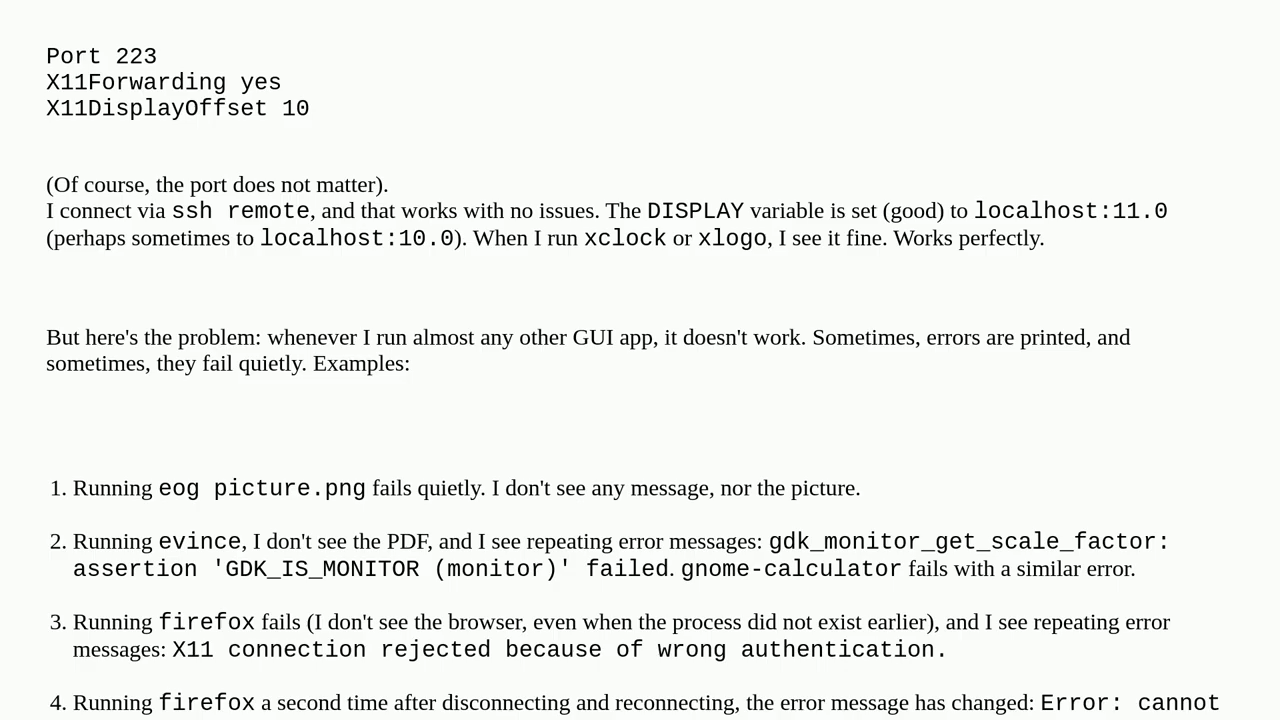 Port 223
X11Forwarding yes
X11DisplayOffset 10
(Of course, the port does not matter).
I connect via ssh remote, and that works with no issues. The DISPLAY variable is set (good) to localhost:11.0
(perhaps sometimes to localhost:10.0). When I run xclock or xlogo, I see it fine. Works perfectly.
But here's the problem: whenever I run almost any other GUI app, it doesn't work. Sometimes, errors are printed, and
sometimes, they fail quietly. Examples:
1. Running eog picture.png fails quietly. I don't see any message, nor the picture.
2. Running evince, I don't see the PDF, and I see repeating error messages: gdk_monitor_get_scale_factor:
assertion 'GDK_IS_MONITOR (monitor)' failed. gnome-calculator fails with a similar error.
3. Running firefox fails (I don't see the browser, even when the process did not exist earlier), and I see repeating error
messages: X11 connection rejected because of wrong authentication.
4. Running firefox a second time after disconnecting and reconnecting, the error message has changed: Error: cannot